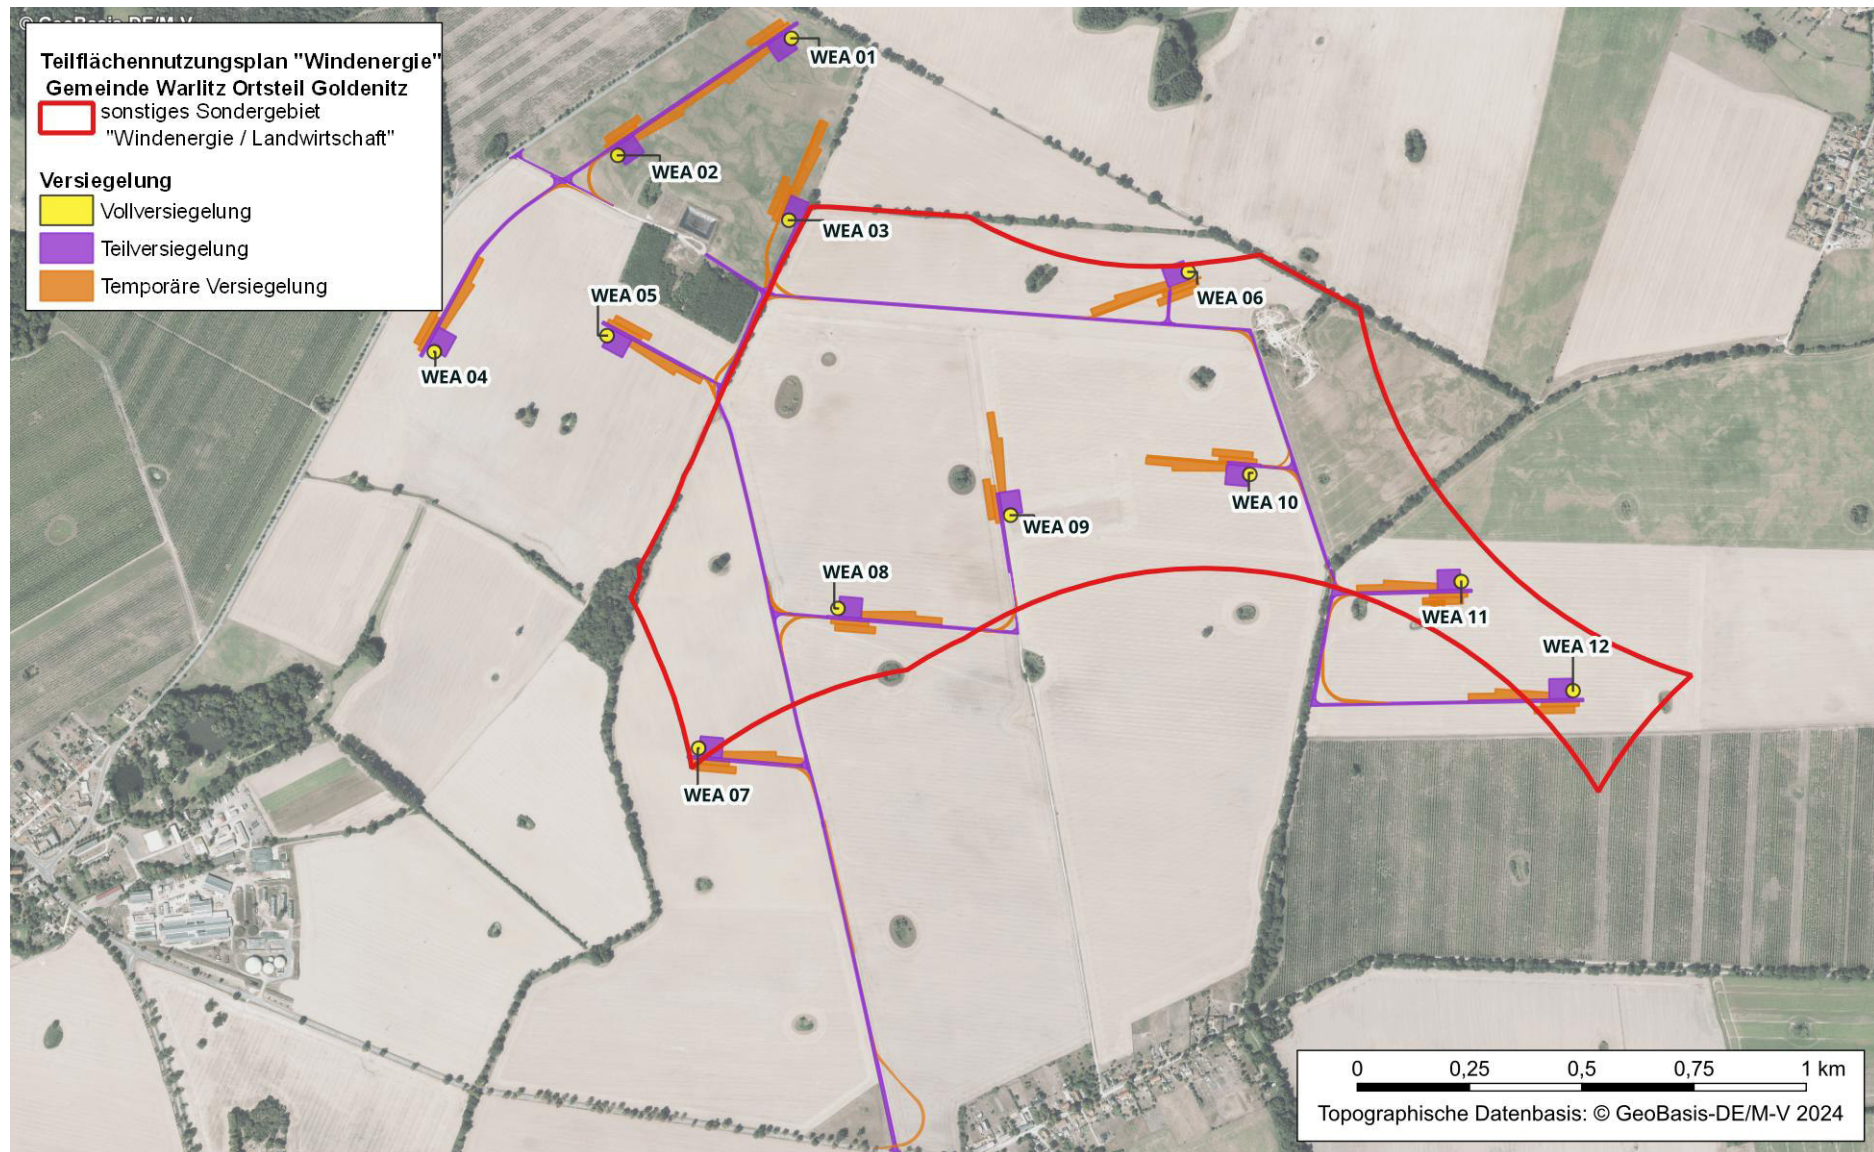 © GeoBasis-DE/M-V
Teilflächennutzungsplan "Windenergie"
Gemeinde Warlitz Ortsteil Goldenitz
sonstiges Sondergebiet
"Windenergie / Landwirtschaft"
Versiegelung
Vollversiegelung
Teilversiegelung
Temporäre Versiegelung
WEA 01
WEA 02
WEA 03
WEA 06
WEA 05
WEA 04
WEA 10
WEA 09
WEA 08
WEA 11
WEA 12
WEA 07
0 0,25 0,5 0,75 1 km
Topographische Datenbasis: © GeoBasis-DE/M-V 2024